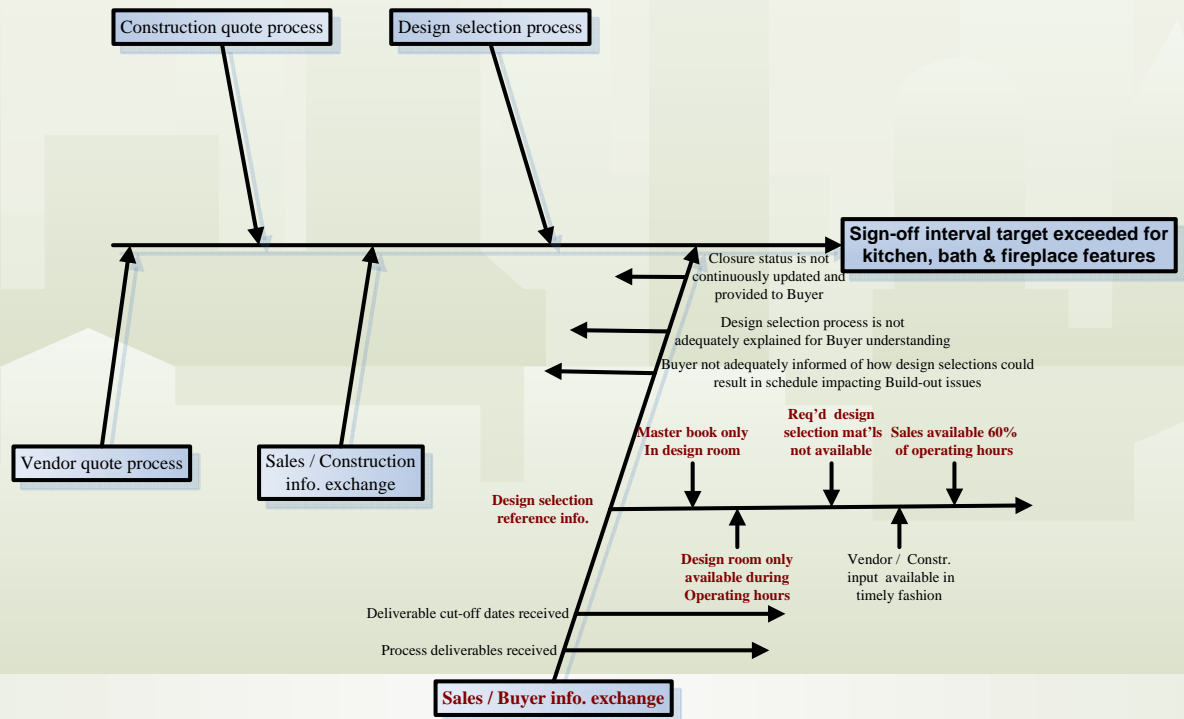 Construction quote process
Design selection process
Sign-off interval target exceeded for
kitchen, bath & fireplace features
Closure status is not
continuously updated and
provided to Buyer
Design selection process is not
adequately explained for Buyer understanding
Buyer not adequately informed of how design selections could
result in schedule impacting Build-out issues
Vendor quote process
Sales / Construction
info. exchange
Master book only
In design room
Req'd  design
selection mat'ls
not available
Sales available 60%
of operating hours
Design selection
reference info.
Design room only
available during
Operating hours
Vendor /  Constr.
input  available in
timely fashion
Deliverable cut-off dates received
Process deliverables received
Sales / Buyer info. exchange